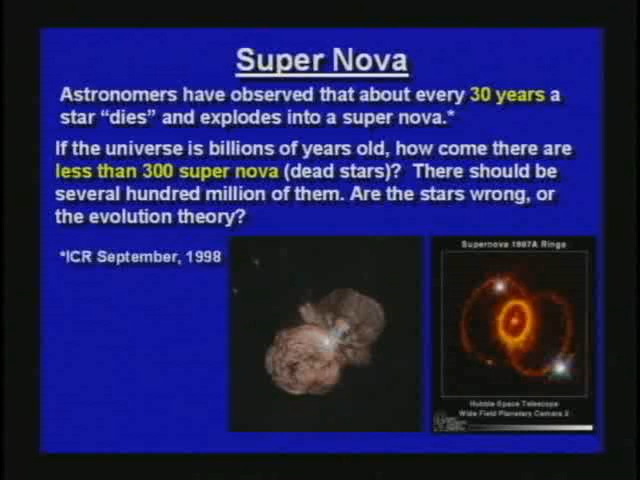 Super Nova
Astronomers have observed that about every 30 years a
star “dies” and explodes into a super nova.*
If the universe is billions of years old, how come there are
less than 300 super nova (dead stars)? There should be
several hundred million of them. Are the stars wrong, or
the evolution theory?
*ICR September, 1998
Supernova 1987A Rings
Hubble Space Telescope
Wide Field Planetary Camera 2